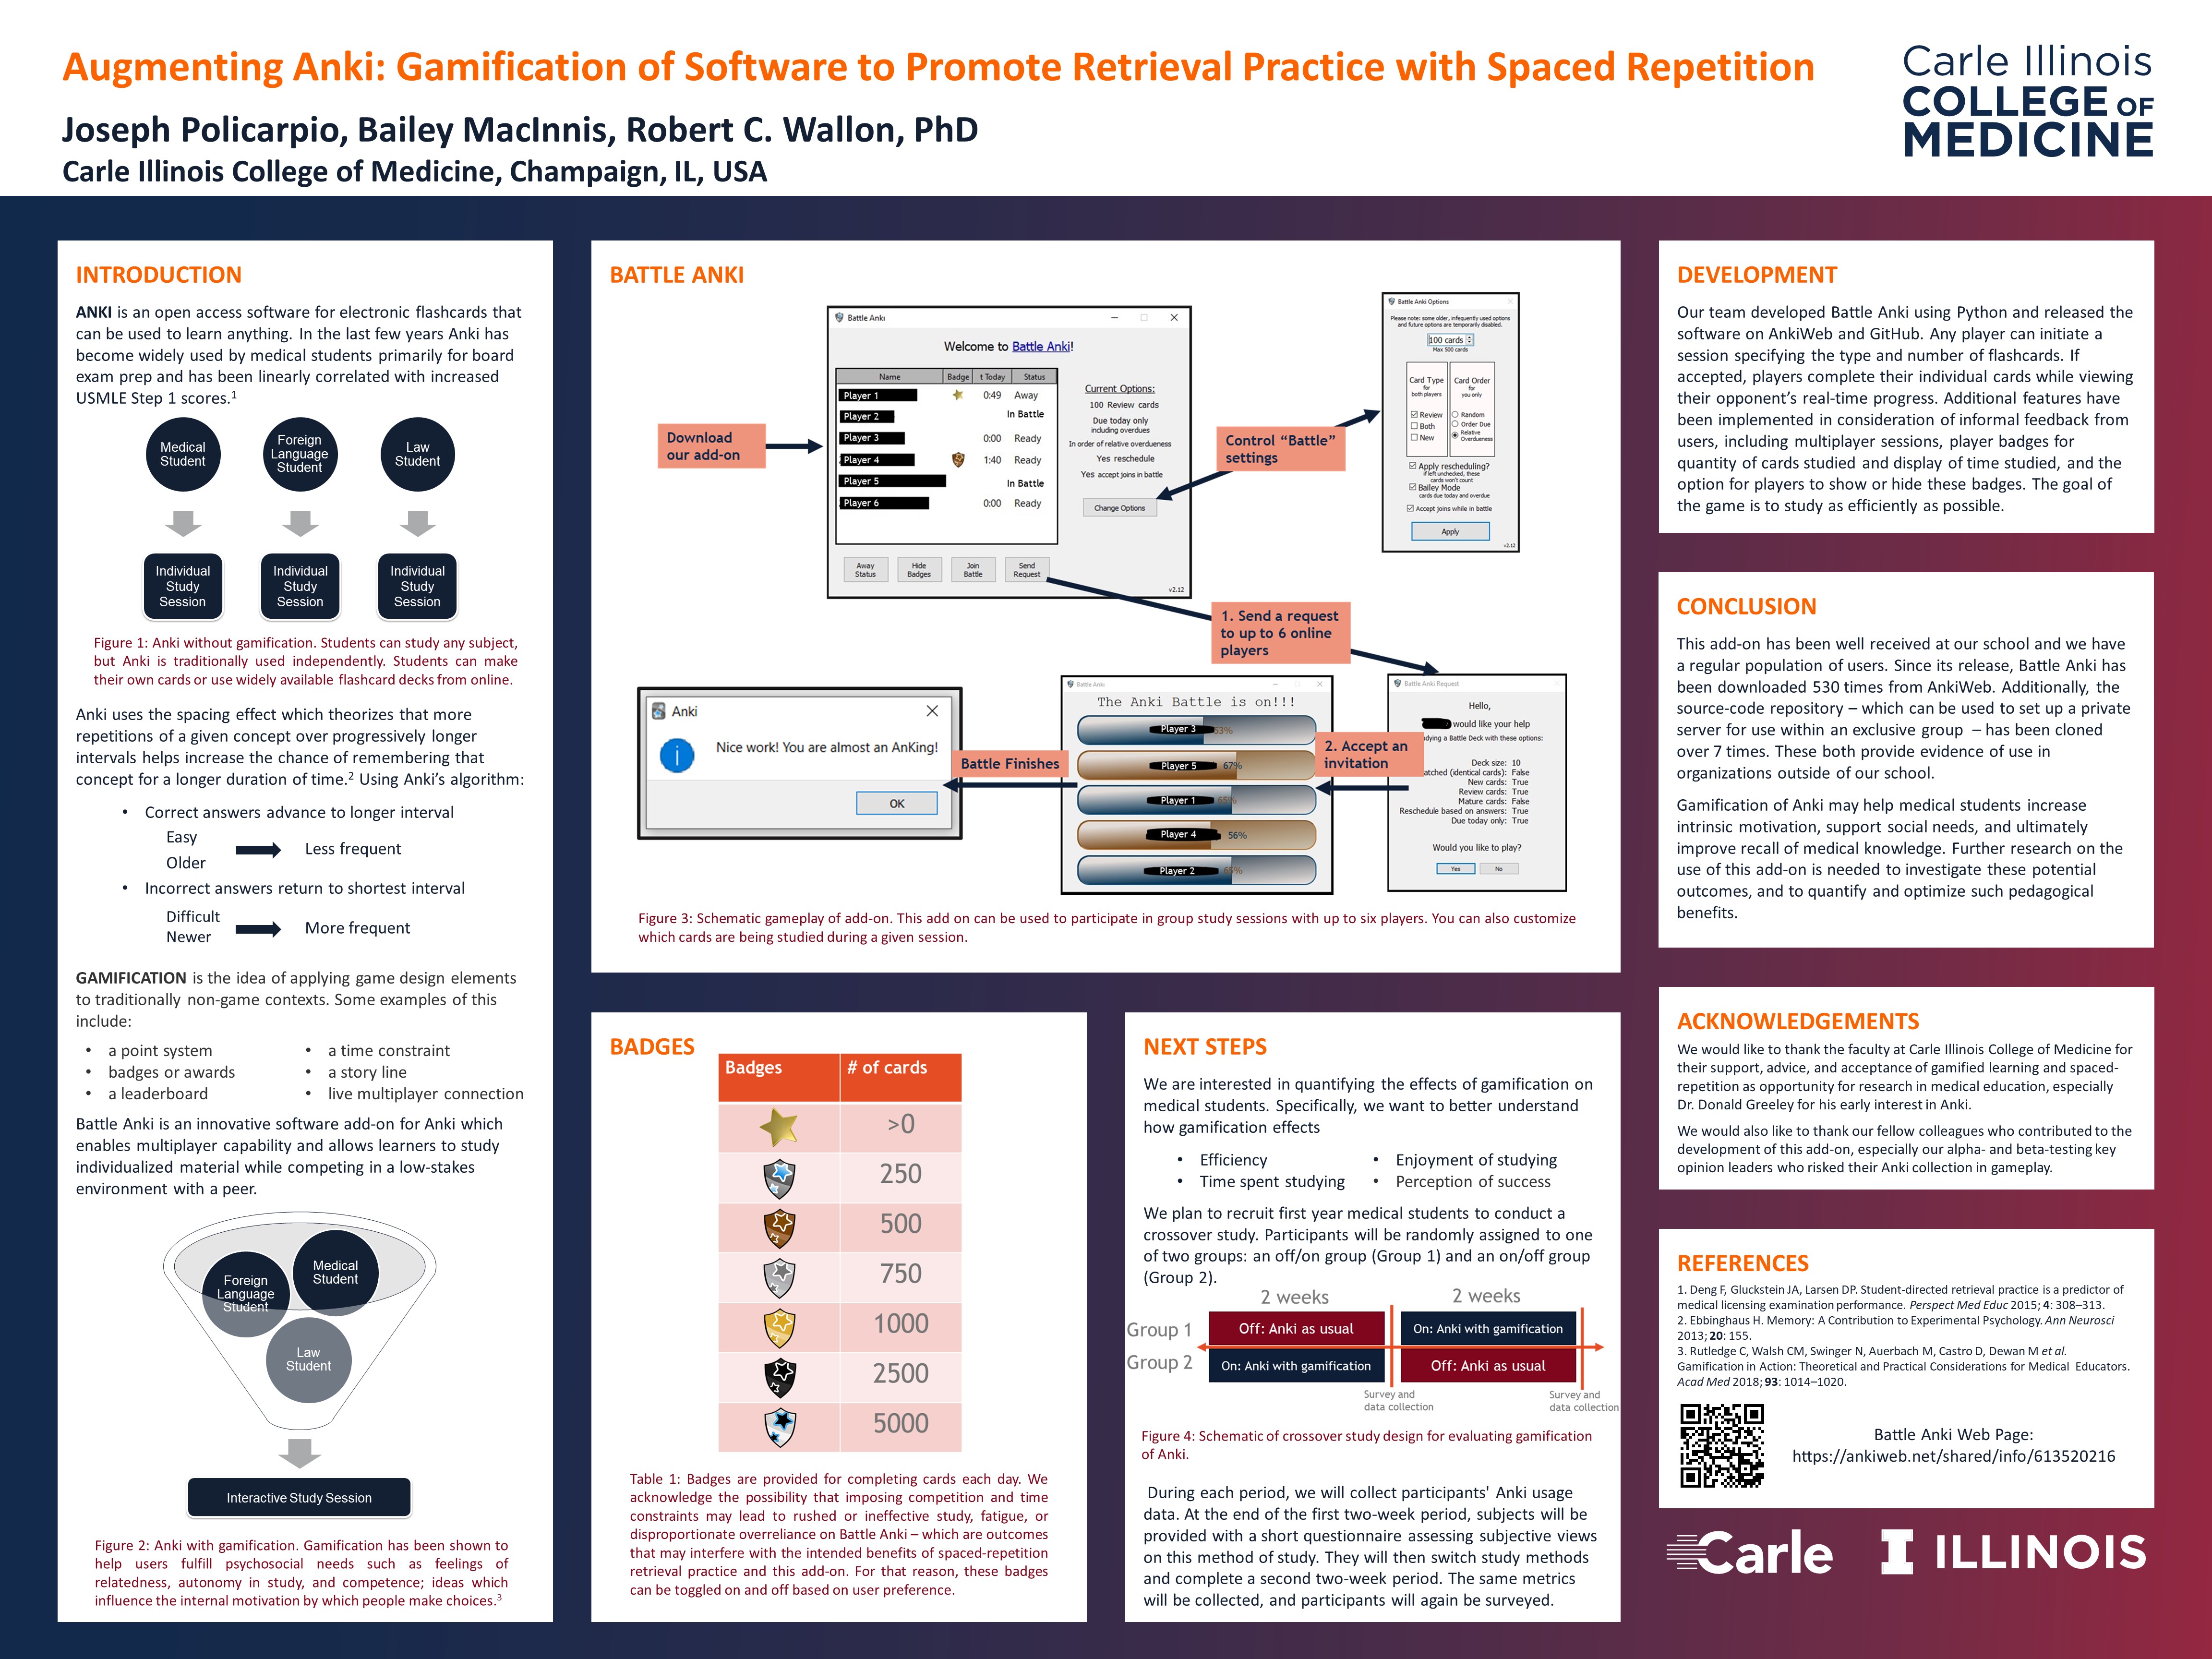 Augmenting Anki: Gamification of Software to Promote Retrieval Practice with Spaced Repetition
Joseph Policarpio, Bailey MacInnis, Robert C. Wallon, PhD
Carle Illinois College of Medicine, Champaign, IL, USA
Carle Illinois
COLLEGE OF
MEDICINE
INTRODUCTION
ANKI is an open access software for electronic flashcards that
can be used to learn anything. In the last few years Anki has
become widely used by medical students primarily for board
exam prep and has been linearly correlated with increased
USMLE Step 1 scores.1
Medical
Student
Foreign
Language
Student
Law
Student
Individual
Study
Session
Individual
Study
Session
Individual
Study
Session
Figure 1: Anki without gamification. Students can study any subject,
but Anki is traditionally used independently. Students can make
their own cards or use widely available flashcard decks from online.
Anki uses the spacing effect which theorizes that more
repetitions of a given concept over progressively longer
intervals helps increase the chance of remembering that
concept for a longer duration of time.2 Using Anki's algorithm:
• Correct answers advance to longer interval
Easy
Older
Less frequent
• Incorrect answers return to shortest interval
Difficult
Newer
More frequent
GAMIFICATION is the idea of applying game design elements
to traditionally non-game contexts. Some examples of this
include:
• a point system
• badges or awards
• a leaderboard
• a time constraint
• a story line
• live multiplayer connection
Battle Anki is an innovative software add-on for Anki which
enables multiplayer capability and allows learners to study
individualized material while competing in a low-stakes
environment with a peer.
Foreign
Language
Student
Medical
Student
Law
Student
Interactive Study Session
Figure 2: Anki with gamification. Gamification has been shown to
help users fulfill psychosocial needs such as feelings of
relatedness, autonomy in study, and competence; ideas which
influence the internal motivation by which people make choices.3
BATTLE ANKI
Download
our add-on
Battle Anki
Welcome to Battle Anki!
Name Badge t Today Status
Player 1 0:49 Away
Player 2 In Battle
Player 3 0:00 Ready
Player 4 1:40 Ready
Player 5 In Battle
Player 6 0:00 Ready
Current Options:
100 Review cards
Due today only
including overdues
In order of relative overdueness
Yes reschedule
Yes accept joins in battle
Change Options
Away
Status
Hide
Badges
Join
Battle
Send
Request
v2.12
Control “Battle”
settings
Battle Anki Options
Please note: some older, infrequently used options
and future options are temporarily disabled.
100 cards
Max 500 cards
Card Type
for
both players
Review
Both
New
Card Order
for
you only
Random
Order Due
Relative
Overdueness
Apply rescheduling?
if left unchecked, these
cards won't count
Bailey Mode
cards due today and overdue
Accept joins while in battle
Apply
v2.12
1. Send a request
to up to 6 online
players
Anki
Nice work! You are almost an AnKing!
OK
Battle Finishes
Battle Anki
The Anki Battle is on!!!
Player 3 53%
Player 5 67%
Player 1
Player 4 56%
Player 2
2. Accept an
invitation
Battle Anki Request
Hello,
would like your help
dying a Battle Deck with these options:
Deck size: 10
atched (identical cards): False
New cards: True
Review cards: True
Mature cards: False
Reschedule based on answers: True
Due today only: True
Would you like to play?
Yes
No
Figure 3: Schematic gameplay of add-on. This add on can be used to participate in group study sessions with up to six players. You can also customize
which cards are being studied during a given session.
BADGES
Badges # of cards
>0
250
500
750
1000
2500
5000
Table 1: Badges are provided for completing cards each day. We
acknowledge the possibility that imposing competition and time
constraints may lead to rushed or ineffective study, fatigue, or
disproportionate overreliance on Battle Anki – which are outcomes
that may interfere with the intended benefits of spaced-repetition
retrieval practice and this add-on. For that reason, these badges
can be toggled on and off based on user preference.
NEXT STEPS
We are interested in quantifying the effects of gamification on
medical students. Specifically, we want to better understand
how gamification effects
• Efficiency
• Time spent studying
• Enjoyment of studying
• Perception of success
We plan to recruit first year medical students to conduct a
crossover study. Participants will be randomly assigned to one
of two groups: an off/on group (Group 1) and an on/off group
(Group 2).
2 weeks 2 weeks
Group 1 Off: Anki as usual On: Anki with gamification
Group 2 On: Anki with gamification Off: Anki as usual
Survey and
data collection
Survey and
data collection
Figure 4: Schematic of crossover study design for evaluating gamification
of Anki.
During each period, we will collect participants' Anki usage
data. At the end of the first two-week period, subjects will be
provided with a short questionnaire assessing subjective views
on this method of study. They will then switch study methods
and complete a second two-week period. The same metrics
will be collected, and participants will again be surveyed.
DEVELOPMENT
Our team developed Battle Anki using Python and released the
software on AnkiWeb and GitHub. Any player can initiate a
session specifying the type and number of flashcards. If
accepted, players complete their individual cards while viewing
their opponent's real-time progress. Additional features have
been implemented in consideration of informal feedback from
users, including multiplayer sessions, player badges for
quantity of cards studied and display of time studied, and the
option for players to show or hide these badges. The goal of
the game is to study as efficiently as possible.
CONCLUSION
This add-on has been well received at our school and we have
a regular population of users. Since its release, Battle Anki has
been downloaded 530 times from AnkiWeb. Additionally, the
source-code repository – which can be used to set up a private
server for use within an exclusive group – has been cloned
over 7 times. These both provide evidence of use in
organizations outside of our school.
Gamification of Anki may help medical students increase
intrinsic motivation, support social needs, and ultimately
improve recall of medical knowledge. Further research on the
use of this add-on is needed to investigate these potential
outcomes, and to quantify and optimize such pedagogical
benefits.
ACKNOWLEDGEMENTS
We would like to thank the faculty at Carle Illinois College of Medicine for
their support, advice, and acceptance of gamified learning and spaced-
repetition as opportunity for research in medical education, especially
Dr. Donald Greeley for his early interest in Anki.
We would also like to thank our fellow colleagues who contributed to the
development of this add-on, especially our alpha- and beta-testing key
opinion leaders who risked their Anki collection in gameplay.
REFERENCES
1. Deng F, Gluckstein JA, Larsen DP. Student-directed retrieval practice is a predictor of
medical licensing examination performance. Perspect Med Educ 2015; 4: 308–313.
2. Ebbinghaus H. Memory: A Contribution to Experimental Psychology. Ann Neurosci
2013; 20: 155.
3. Rutledge C, Walsh CM, Swinger N, Auerbach M, Castro D, Dewan M et al.
Gamification in Action: Theoretical and Practical Considerations for Medical Educators.
Acad Med 2018; 93: 1014–1020.
Battle Anki Web Page:
https://ankiweb.net/shared/info/613520216
Carle
I ILLINOIS